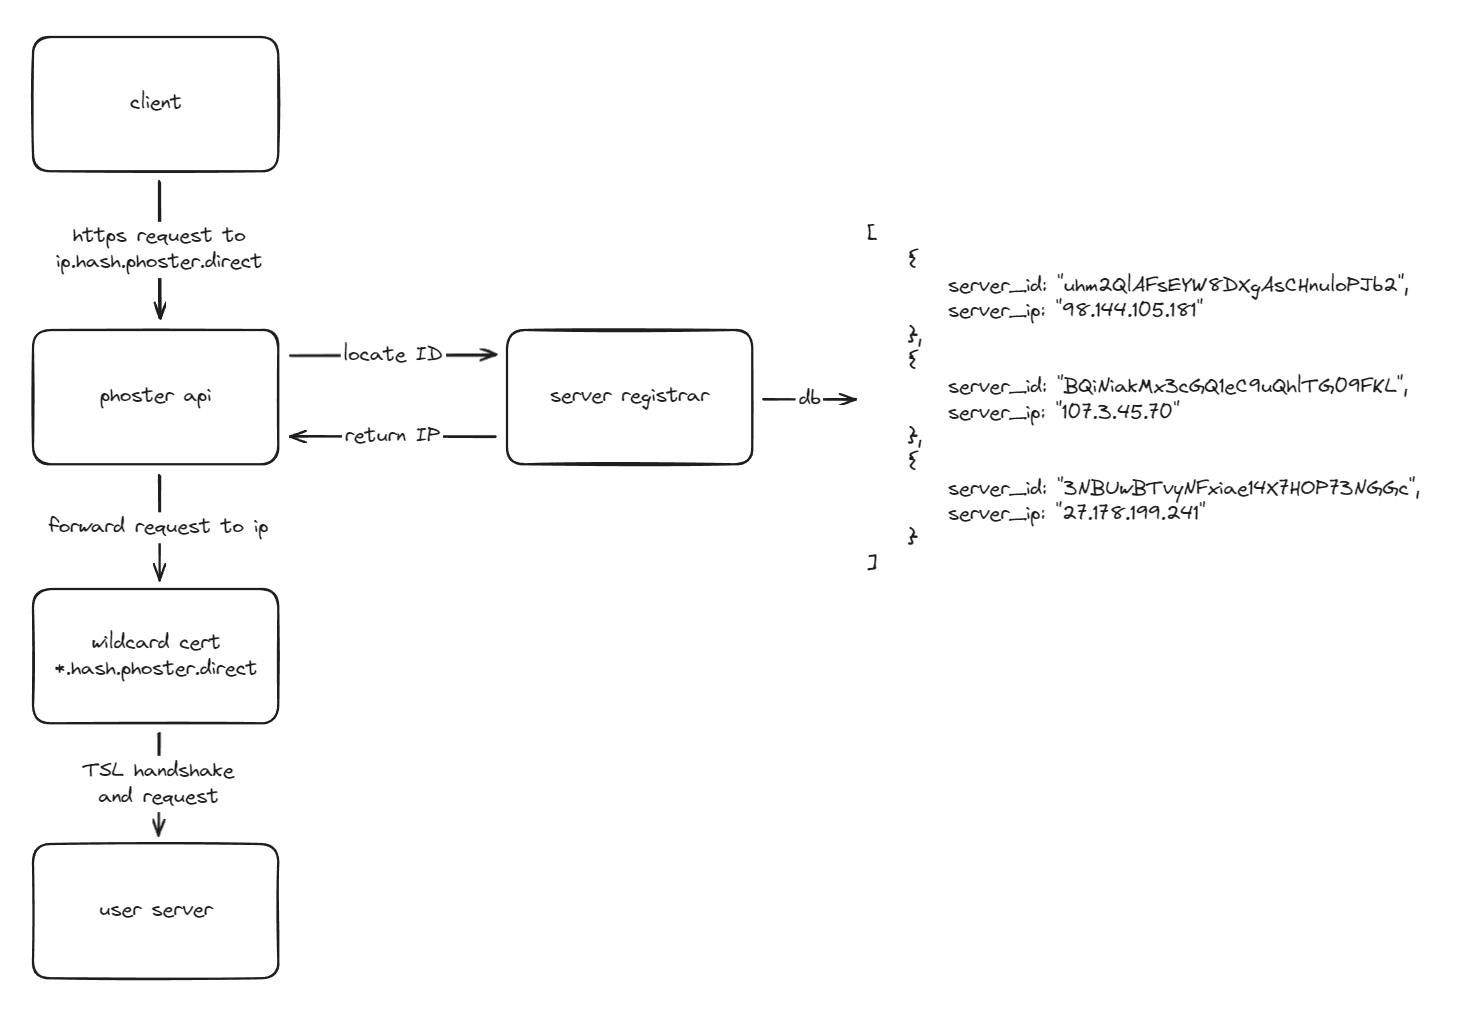 client
https request to
ip.hash.phoster.direct
phoster api
locate ID
return IP
server registrar
db
[
{
server_id: "uhm2QlAFsEYW8DXgAsCHnuloPJb2",
server_ip: "98.144.105.181"
},
{
server_id: "BQiNiakMx3cGQ1eC9uQhlTGO9FKL",
server_ip: "107.3.45.70"
},
{
server_id: "3NBUwBTvyNFxiae14X7HOP73NGGc",
server_ip: "27.178.199.241"
}
]
forward request to ip
wildcard cert
*.hash.phoster.direct
TSL handshake
and request
user server